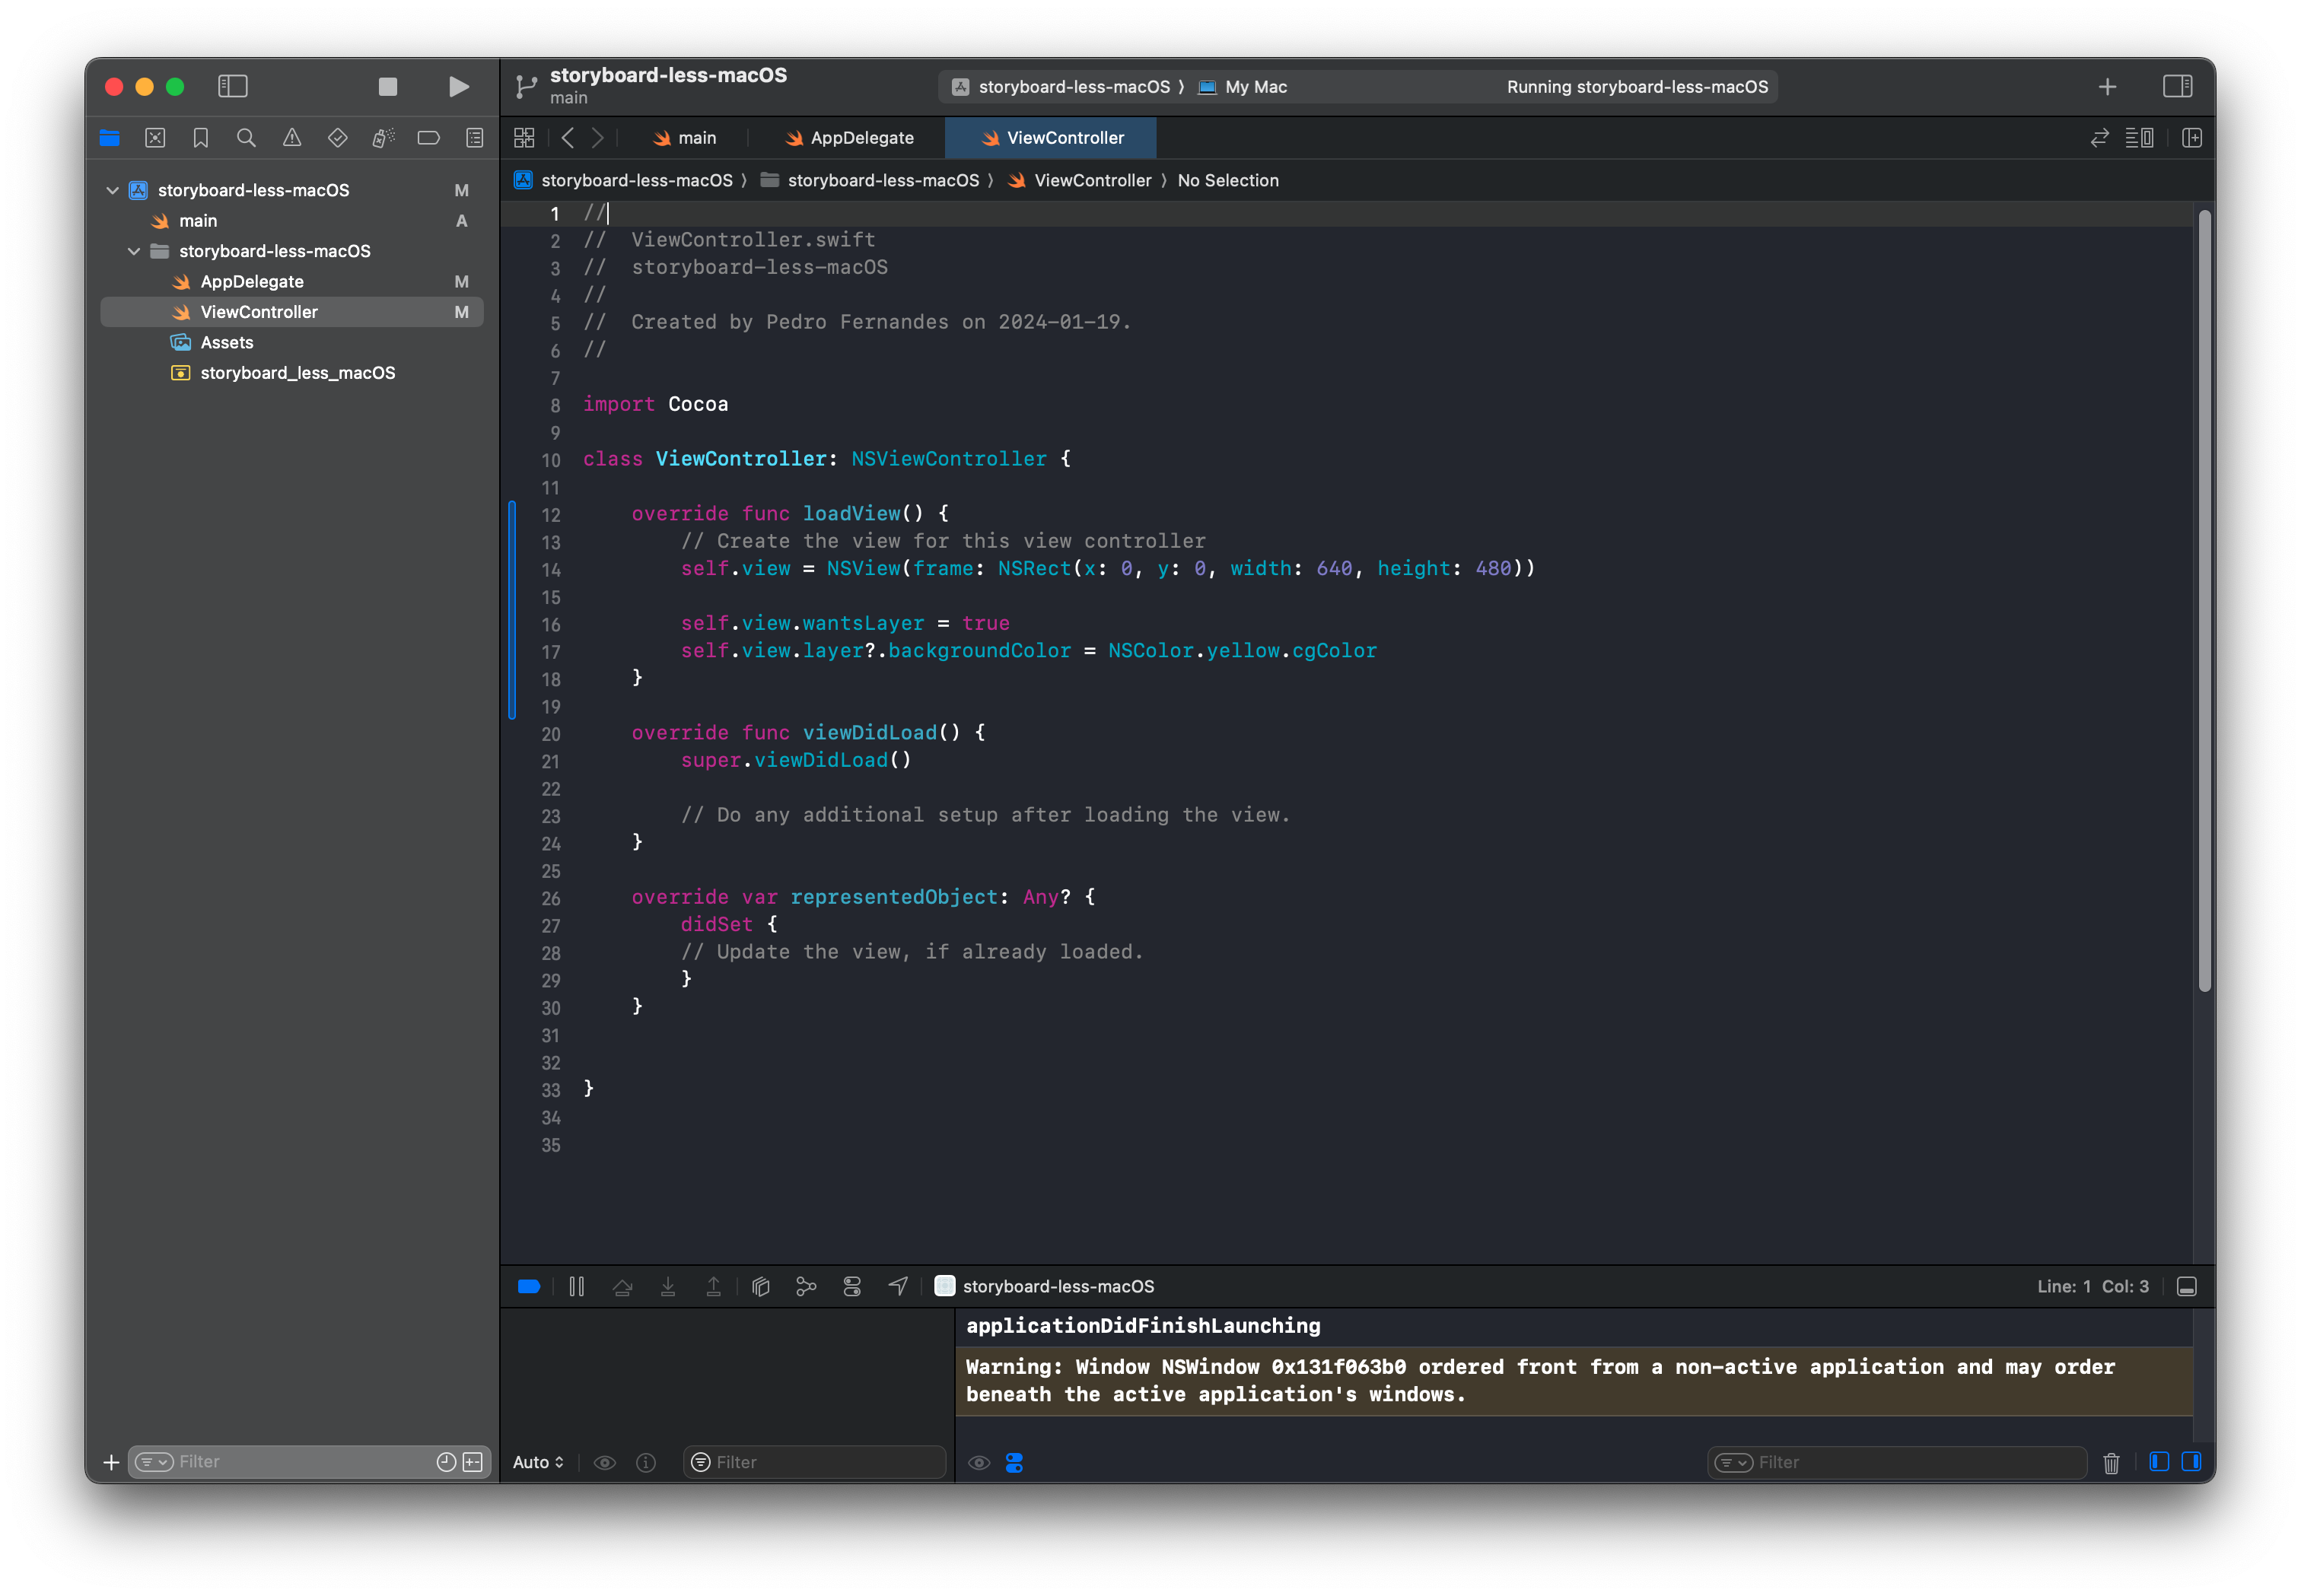 storyboard-less-macOS
main
storyboard-less-macOS ⟩ My Mac
Running storyboard-less-macOS
main
AppDelegate
ViewController
storyboard-less-macOS M
main A
storyboard-less-macOS
AppDelegate M
ViewController M
Assets
storyboard_less_macOS
Filter
storyboard-less-macOS ⟩ storyboard-less-macOS ⟩ ViewController ⟩ No Selection
1 //
2 //  ViewController.swift
3 //  storyboard-less-macOS
4 //
5 //  Created by Pedro Fernandes on 2024-01-19.
6 //
7
8 import Cocoa
9
10 class ViewController: NSViewController {
11
12     override func loadView() {
13         // Create the view for this view controller
14         self.view = NSView(frame: NSRect(x: 0, y: 0, width: 640, height: 480))
15
16         self.view.wantsLayer = true
17         self.view.layer?.backgroundColor = NSColor.yellow.cgColor
18     }
19
20     override func viewDidLoad() {
21         super.viewDidLoad()
22
23         // Do any additional setup after loading the view.
24     }
25
26     override var representedObject: Any? {
27         didSet {
28         // Update the view, if already loaded.
29         }
30     }
31
32
33 }
34
35
storyboard-less-macOS
Line: 1 Col: 3
applicationDidFinishLaunching
Warning: Window NSWindow 0x131f063b0 ordered front from a non-active application and may order
beneath the active application's windows.
Auto
Filter
Filter